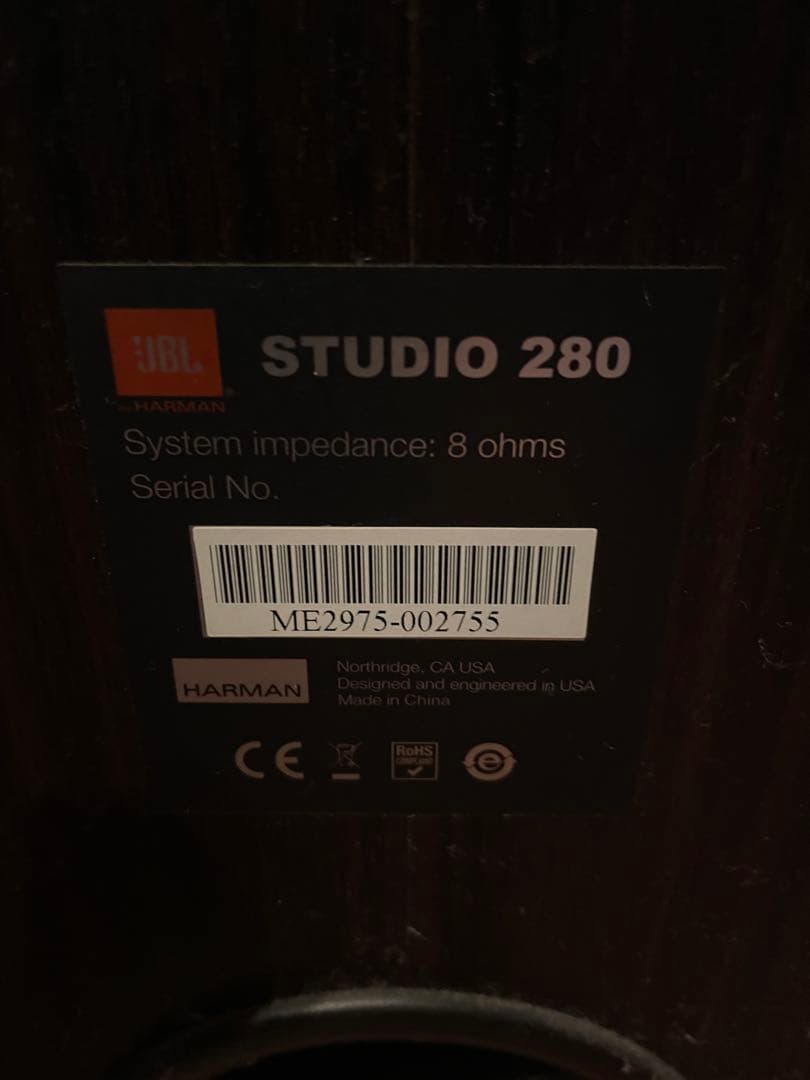 JBL
by HARMAN
STUDIO 280
System impedance: 8 ohms
Serial No.
ME2975-002755
HARMAN
Northridge, CA USA
Designed and engineered in USA
Made in China
CE
RoHS
COMPLIANT
e